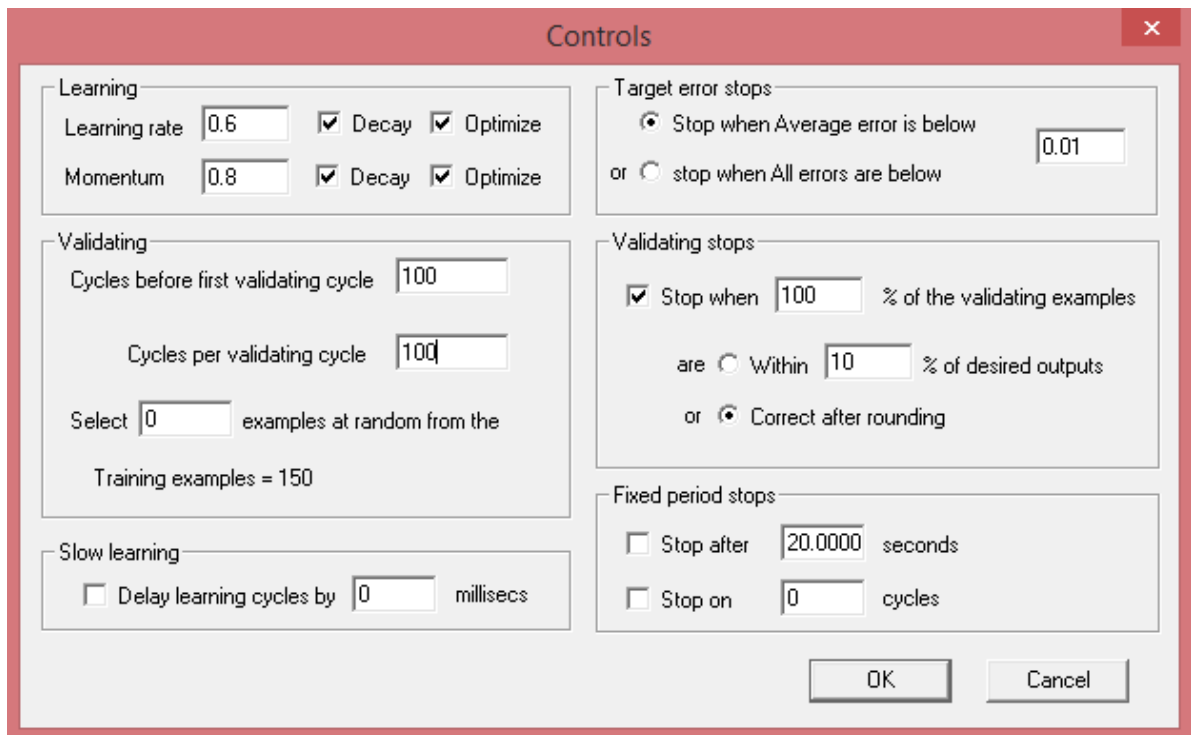 Controls
x
Learning
Learning rate 0.6 Decay Optimize
Momentum 0.8 Decay Optimize
Validating
Cycles before first validating cycle 100
Cycles per validating cycle 100
Select 0 examples at random from the
Training examples = 150
Slow learning
Delay learning cycles by 0 millisecs
Target error stops
Stop when Average error is below
0.01
or stop when All errors are below
Validating stops
Stop when 100 % of the validating examples
are Within 10 % of desired outputs
or Correct after rounding
Fixed period stops
Stop after 20.0000 seconds
Stop on 0 cycles
OK Cancel